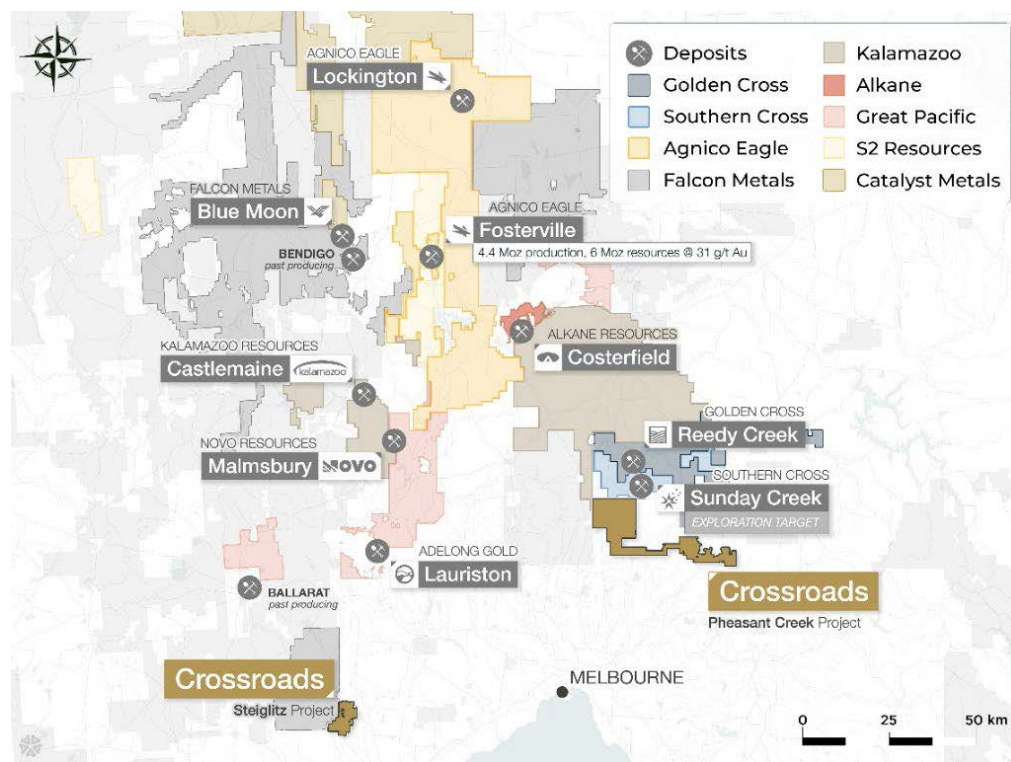 AGNICO EAGLE
Lockington
Deposits
Golden Cross
Southern Cross
Agnico Eagle
Falcon Metals
Kalamazoo
Alkane
Great Pacific
S2 Resources
Catalyst Metals
FALCON METALS
Blue Moon
BENDIGO
past producing
AGNICO EAGLE
Fosterville
4.4 Moz production, 6 Moz resources @ 31 g/t Au
KALAMAZOO RESOURCES
Castlemaine
kalamazoo
ALKANE RESOURCES
Costerfield
NOVO RESOURCES
Malmsbury
NOVO
GOLDEN CROSS
Reedy Creek
SOUTHERN CROSS
Sunday Creek
EXPLORATION TARGET
ADELONG GOLD
Lauriston
BALLARAT
past producing
Crossroads
Pheasant Creek Project
Crossroads
Steiglitz Project
MELBOURNE
0 25 50 km